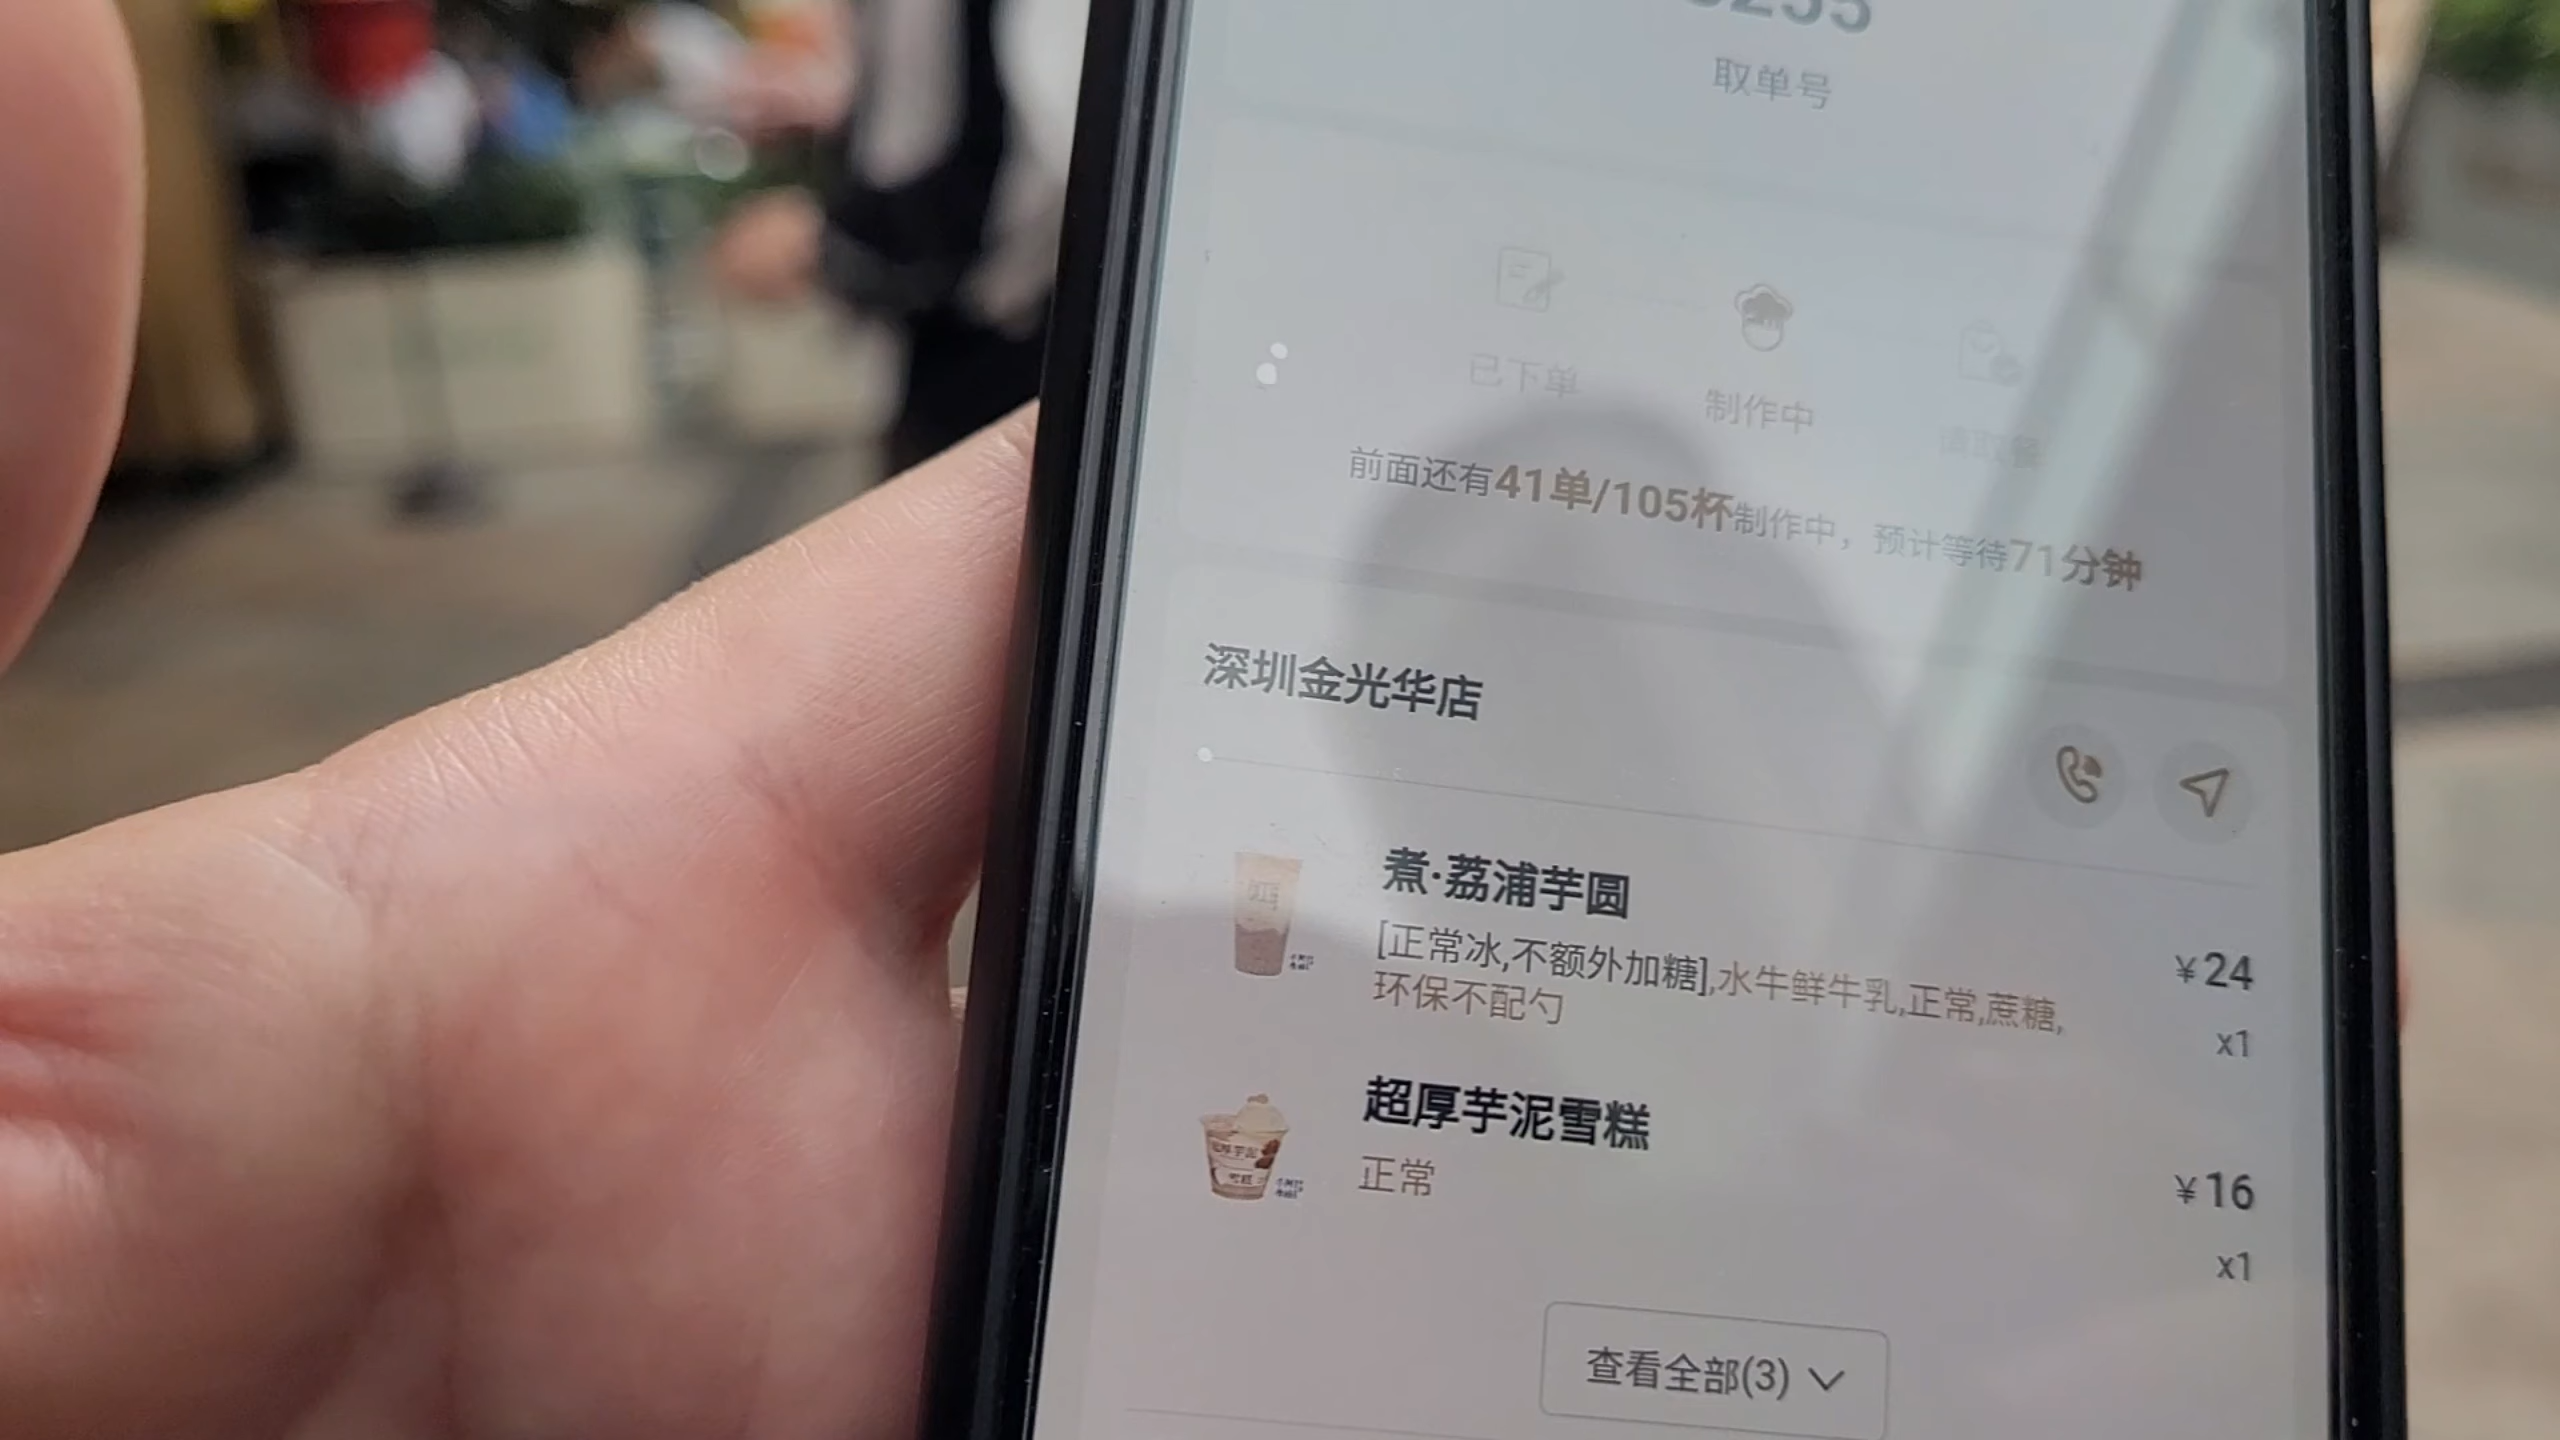 取单号
已下单
制作中
请取餐
前面还有41单/105杯制作中，预计等待71分钟
深圳金光华店
煮·荔浦芋圆
[正常冰,不额外加糖],水牛鲜牛乳,正常,蔗糖,
环保不配勺
¥24
x1
超厚芋泥雪糕
正常
¥16
x1
查看全部(3)